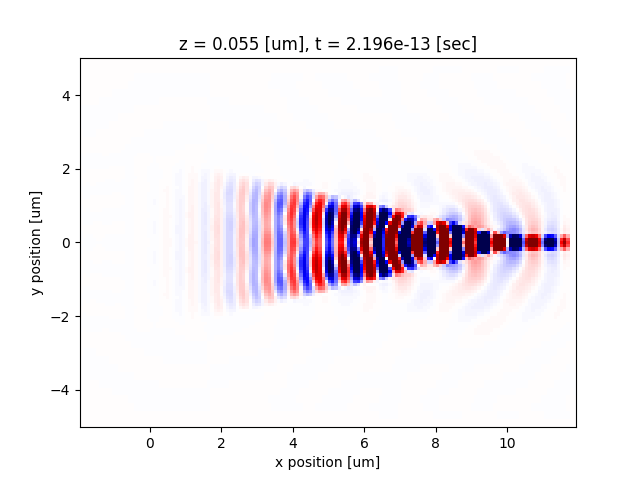 z = 0.055 [um], t = 2.196e-13 [sec]
4
2
0
−2
−4
y position [um]
0 2 4 6 8 10
x position [um]